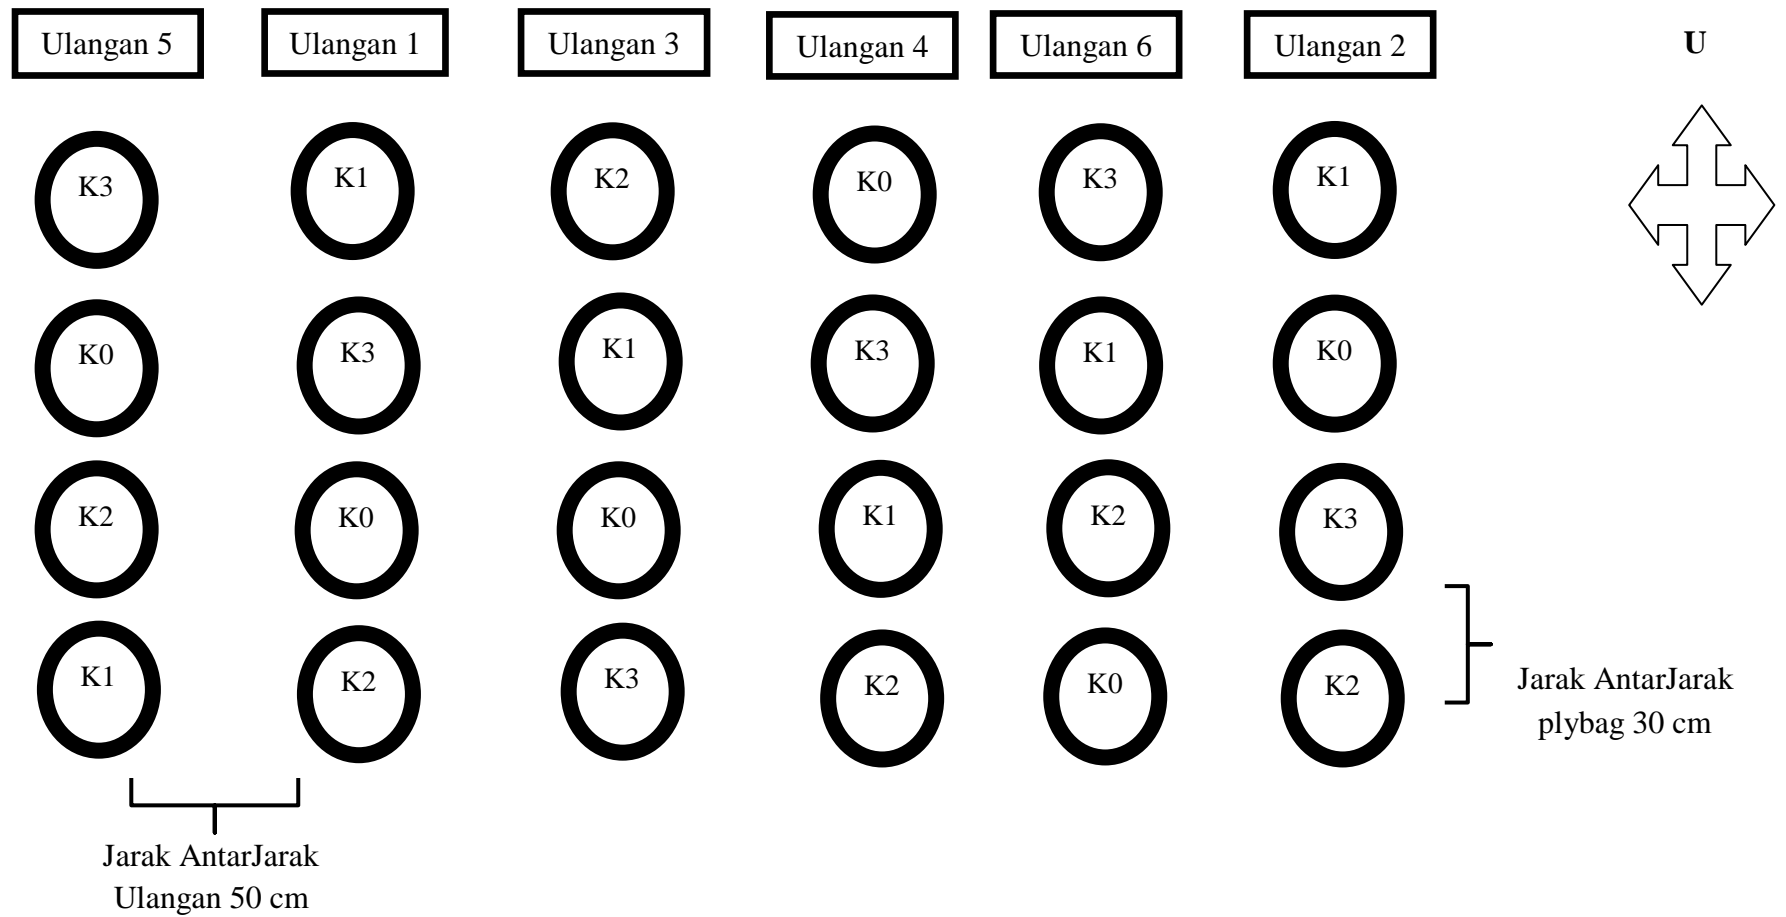 Ulangan 5
Ulangan 1
Ulangan 3
Ulangan 4
Ulangan 6
Ulangan 2
U
K3
K1
K2
K0
K3
K1
K0
K3
K1
K3
K1
K0
K2
K0
K0
K1
K2
K3
K1
K2
K3
K2
K0
K2
Jarak AntarJarak
plybag 30 cm
Jarak AntarJarak
Ulangan 50 cm